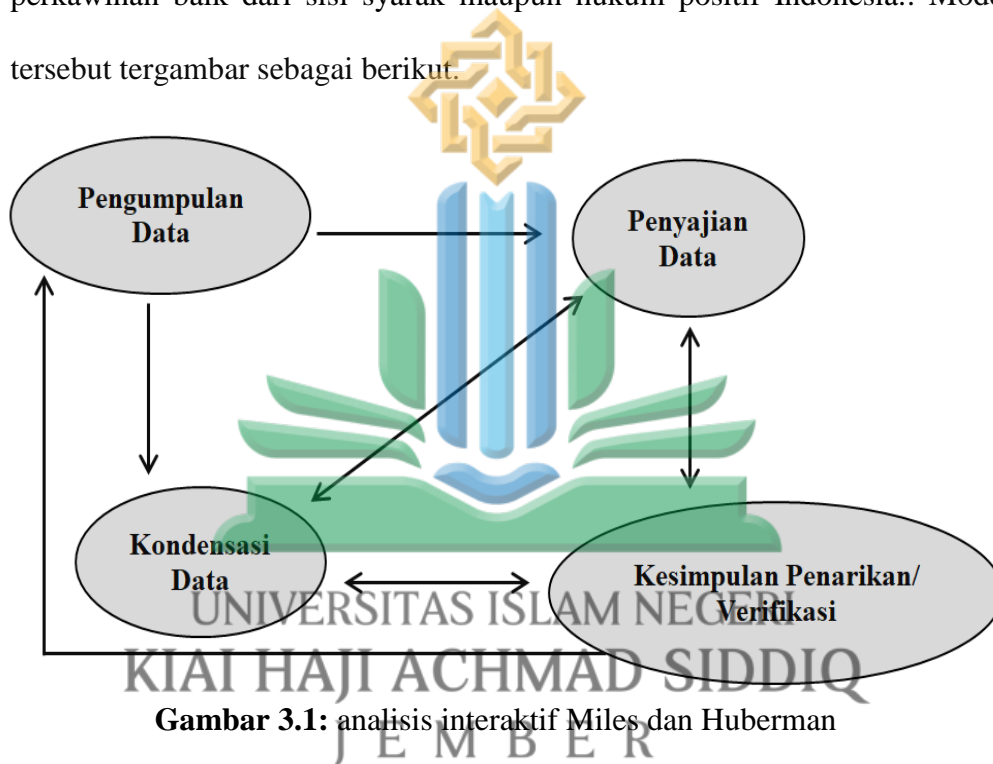 perkawinan baik dari sisi syarak maupun hukum positif Indonesia..
tersebut tergambar sebagai berikut.
Pengumpulan
Data
Penyajian
Data
Kondensasi
Data
Kesimpulan Penarikan/
Verifikasi
UNIVERSITAS ISLAM NEGERI
KIAI HAJI ACHMAD SIDDIQ
Gambar 3.1: analisis interaktif Miles dan Huberman
JEMBER